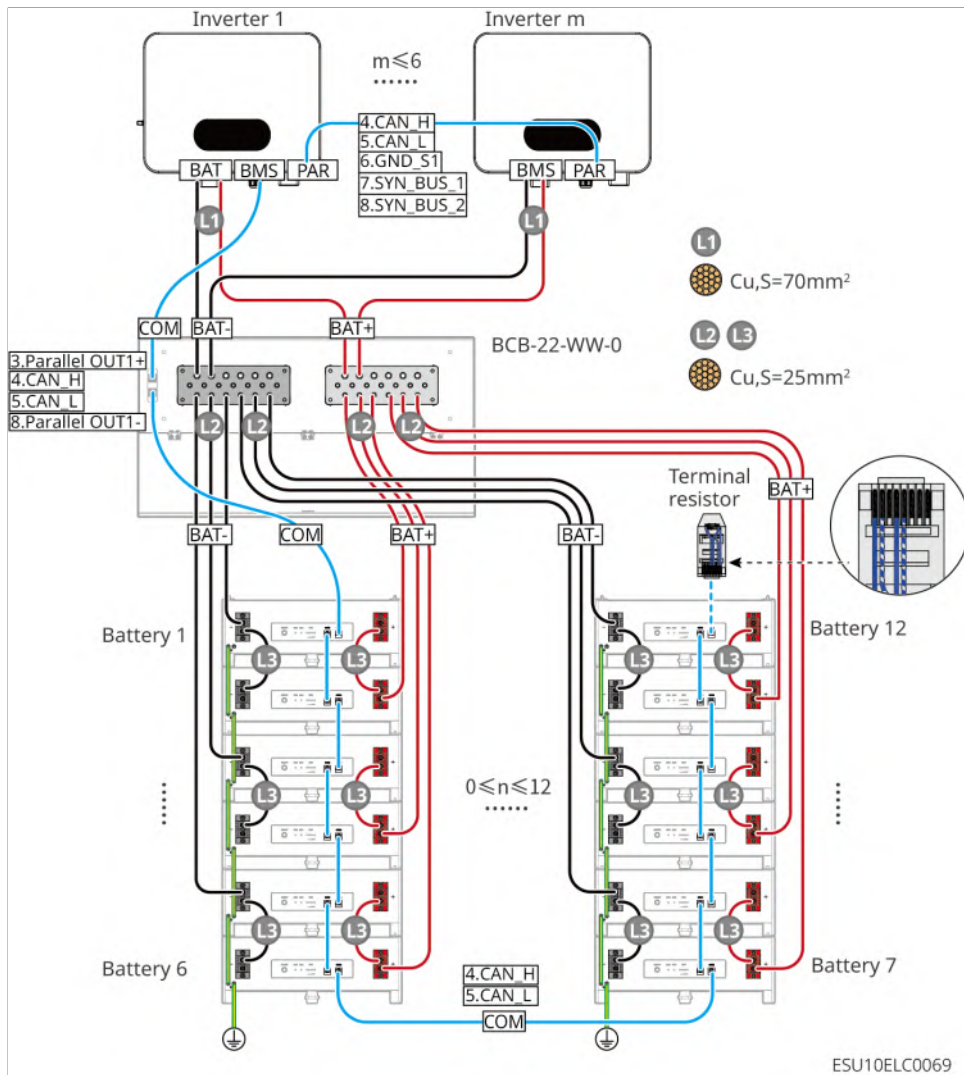 Inverter 1
Inverter m
m≤6
......
4.CAN_H
5.CAN_L
6.GND_S1
7.SYN_BUS_1
8.SYN_BUS_2
BAT
BMS
PAR
BMS
PAR
L1
L1
L1
Cu,S=70mm²
L2
L3
Cu,S=25mm²
COM
BAT-
BAT+
BCB-22-WW-0
3.Parallel OUT1+
4.CAN_H
5.CAN_L
8.Parallel OUT1-
L2
L2
L2
L2
Terminal
resistor
BAT+
BAT-
COM
BAT+
BAT-
Battery 1
Battery 12
L3
L3
L3
L3
0≤n≤12
......
L3
L3
L3
L3
L3
L3
L3
L3
Battery 6
Battery 7
4.CAN_H
5.CAN_L
COM
ESU10ELC0069